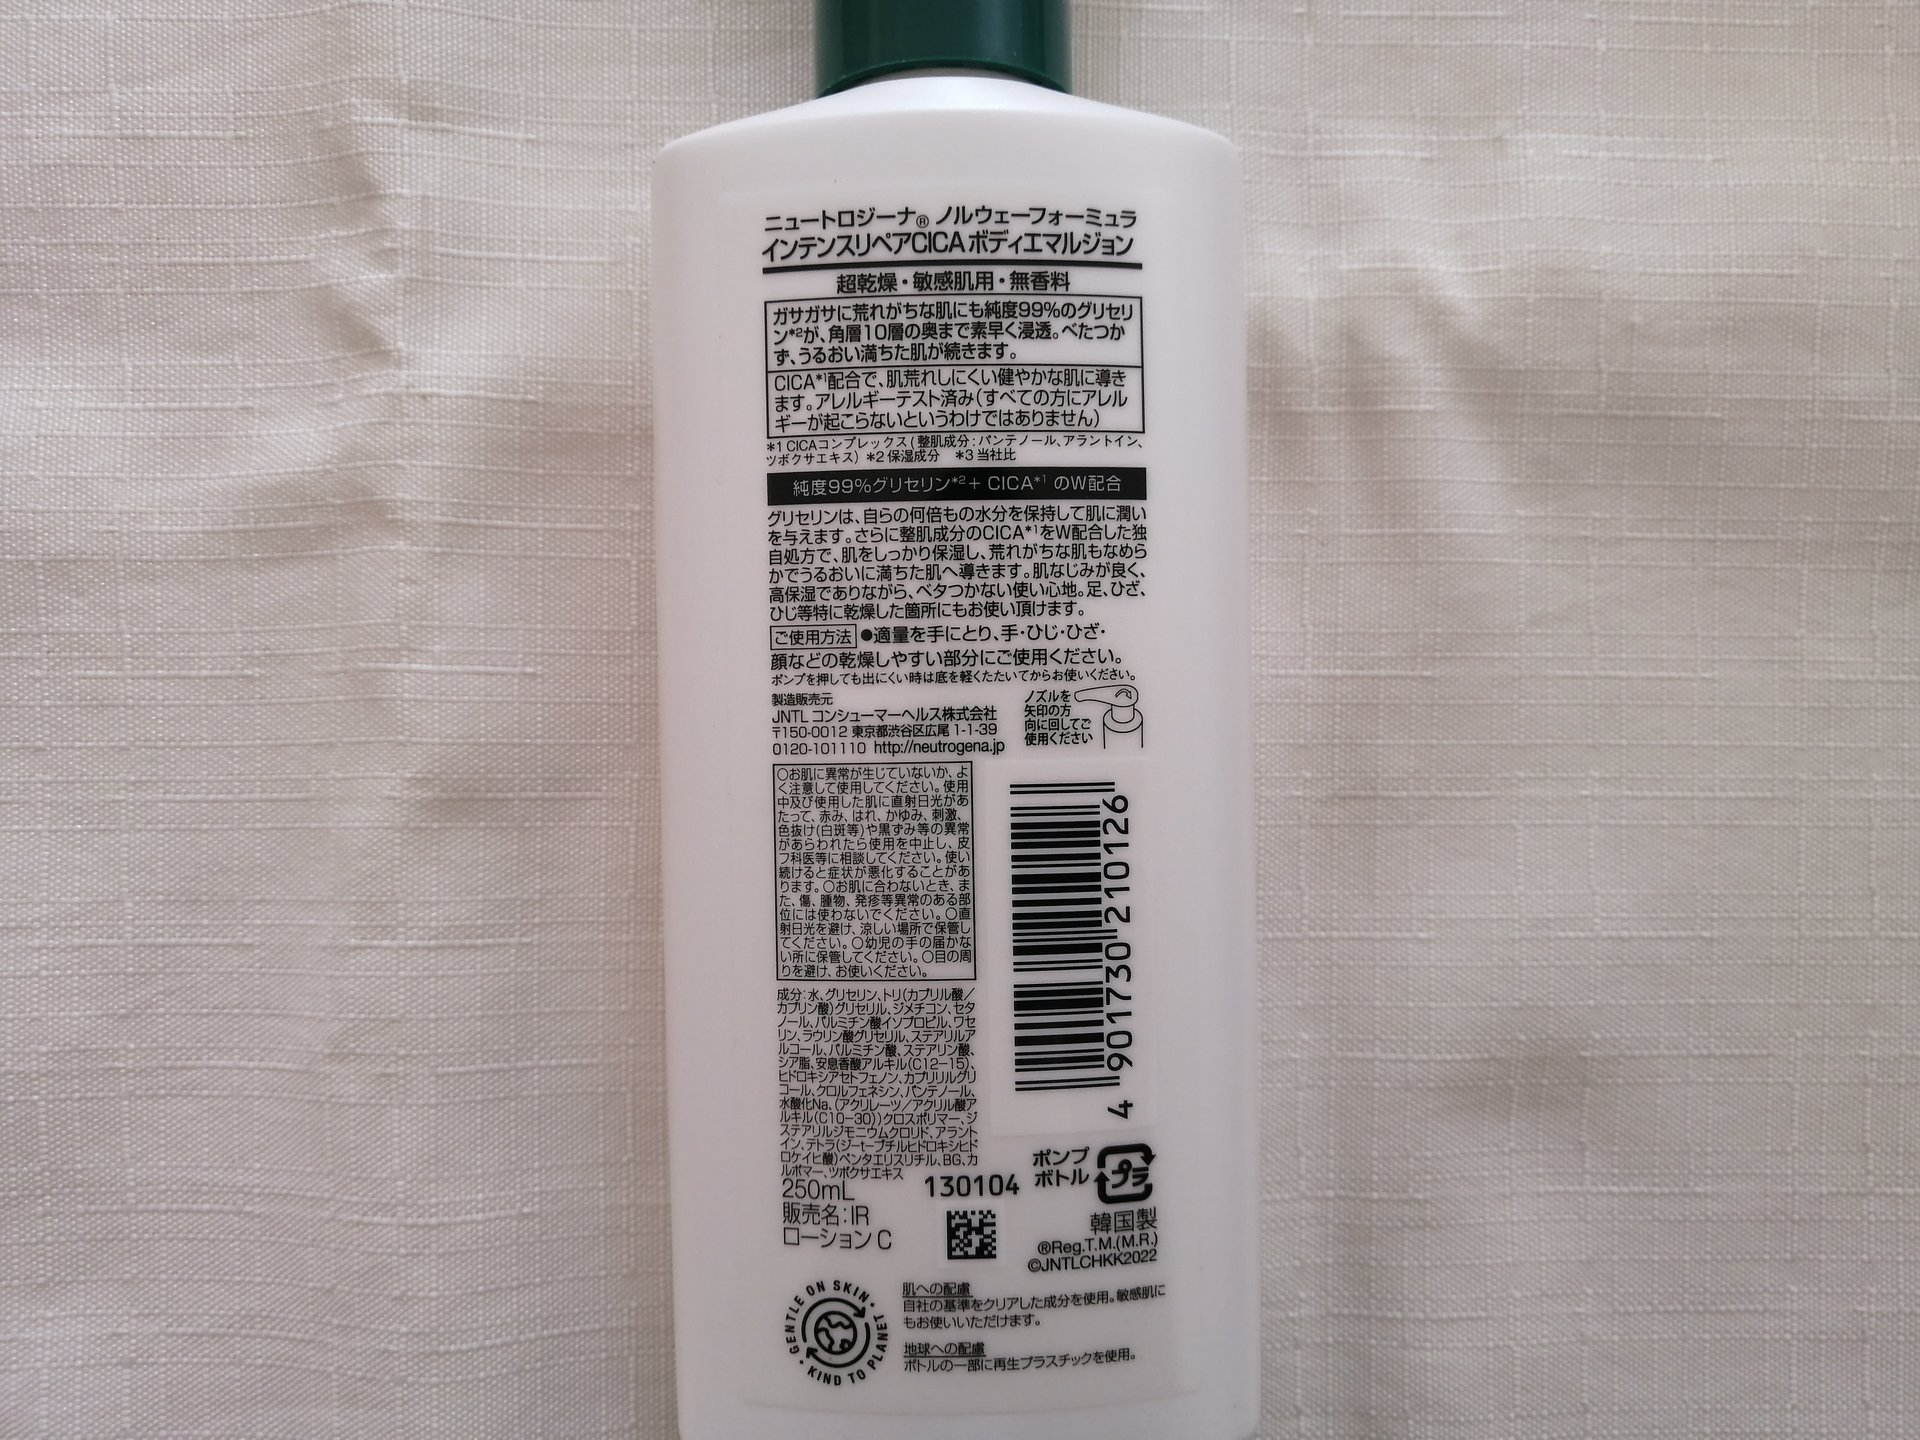 ニュートロジーナ® ノルウェーフォーミュラ
インテンスリペアCICA ボディエマルジョン
超乾燥・敏感肌用・無香料
ガサガサに荒れがちな肌にも純度99%のグリセリ
ン*2が、角層10層の奥まで素早く浸透。べたつか
ず、うるおい満ちた肌が続きます。
CICA*1配合で、肌荒れしにくい健やかな肌に導き
ます。アレルギーテスト済み(すべての方にアレル
ギーが起こらないというわけではありません)
*1 CICAコンプレックス(整肌成分:パンテノール、アラントイン、
ツボクサエキス) *2 保湿成分 *3 当社比
純度99%グリセリン*2+ CICA*1 のW配合
グリセリンは、自らの何倍もの水分を保持して肌に潤い
を与えます。さらに整肌成分のCICA*1をW配合した独
自処方で、肌をしっかり保湿し、荒れがちな肌もなめら
かでうるおいに満ちた肌へ導きます。肌なじみが良く、
高保湿でありながら、ベタつかない使い心地。足、ひざ、
ひじ等特に乾燥した箇所にもお使い頂けます。
ご使用方法 ●適量を手にとり、手・ひじ・ひざ・
顔などの乾燥しやすい部分にご使用ください。
ポンプを押しても出にくい時は底を軽くたたいてからお使いください。
製造販売元
JNTL コンシューマーヘルス株式会社
〒150-0012 東京都渋谷区広尾 1-1-39
0120-101110 http://neutrogena.jp
ノズルを
矢印の方
向に回してご
使用ください
○お肌に異常が生じていないか、よ
く注意して使用してください。使用
中及び使用した肌に直射日光があ
たって、赤み、はれ、かゆみ、刺激、
色抜け(白斑等)や黒ずみ等の異常
があらわれたら使用を中止し、皮
フ科医等に相談してください。使い
続けると症状が悪化することがあ
ります。○お肌に合わないとき、ま
た、傷、腫物、発疹等異常のある部
位には使わないでください。○直
射日光を避け、涼しい場所で保管し
てください。○幼児の手の届かな
い所に保管してください。○目の周
りを避け、お使いください。
4 901730 210126
成分:水、グリセリン、トリ(カプリル酸/
カプリン酸)グリセリル、ジメチコン、セタ
ノール、パルミチン酸イソプロピル、ワセ
リン、ラウリン酸グリセリル、ステアリルア
ルコール、パルミチン酸、ステアリン酸、
シア脂、安息香酸アルキル(C12-15)、
ヒドロキシアセトフェノン、カプリリルグリ
コール、クロルフェネシン、パンテノール、
水酸化Na、(アクリレーツ/アクリル酸ア
ルキル(C10-30))クロスポリマー、ジ
ステアリルジモニウムクロリド、アラント
イン、テトラ(ジ-t-ブチルヒドロキシヒド
ロケイヒ酸)ペンタエリスリチル、BG、カ
ルボマー、ツボクサエキス
250mL
販売名:IR
ローション C
130104
ポンプ
ボトル
プラ
韓国製
®Reg.T.M.(M.R.)
©JNTLCHKK2022
GENTLE ON SKIN・
KIND TO PLANET・
肌への配慮
自社の基準をクリアした成分を使用。敏感肌に
もお使いいただけます。
地球への配慮
ボトルの一部に再生プラスチックを使用。